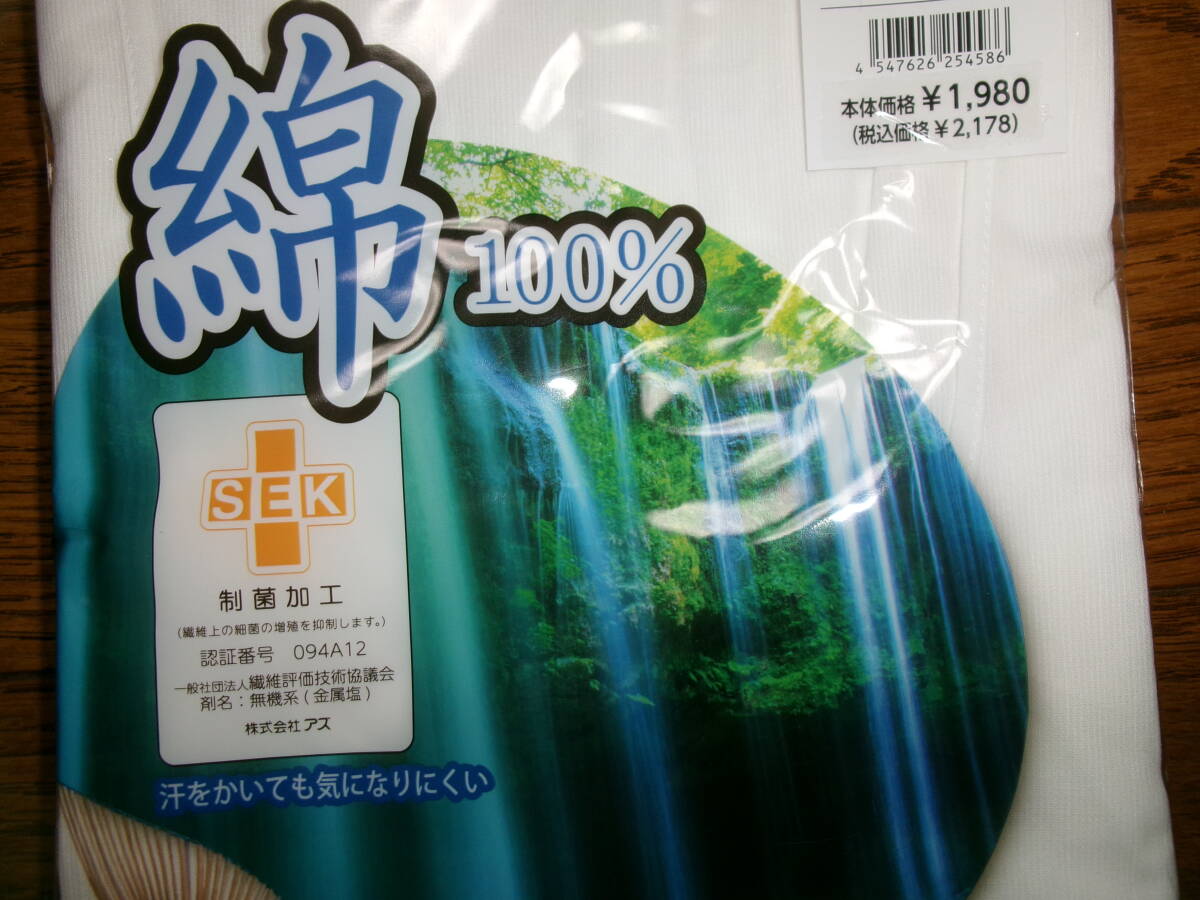 4 547626 254586
本体価格 ¥1,980
(税込価格 ¥2,178)
綿
100%
SEK
制菌加工
(繊維上の細菌の増殖を抑制します。)
認証番号 094A12
一般社団法人繊維評価技術協議会
剤名：無機系(金属塩)
株式会社 アズ
汗をかいても気になりにくい